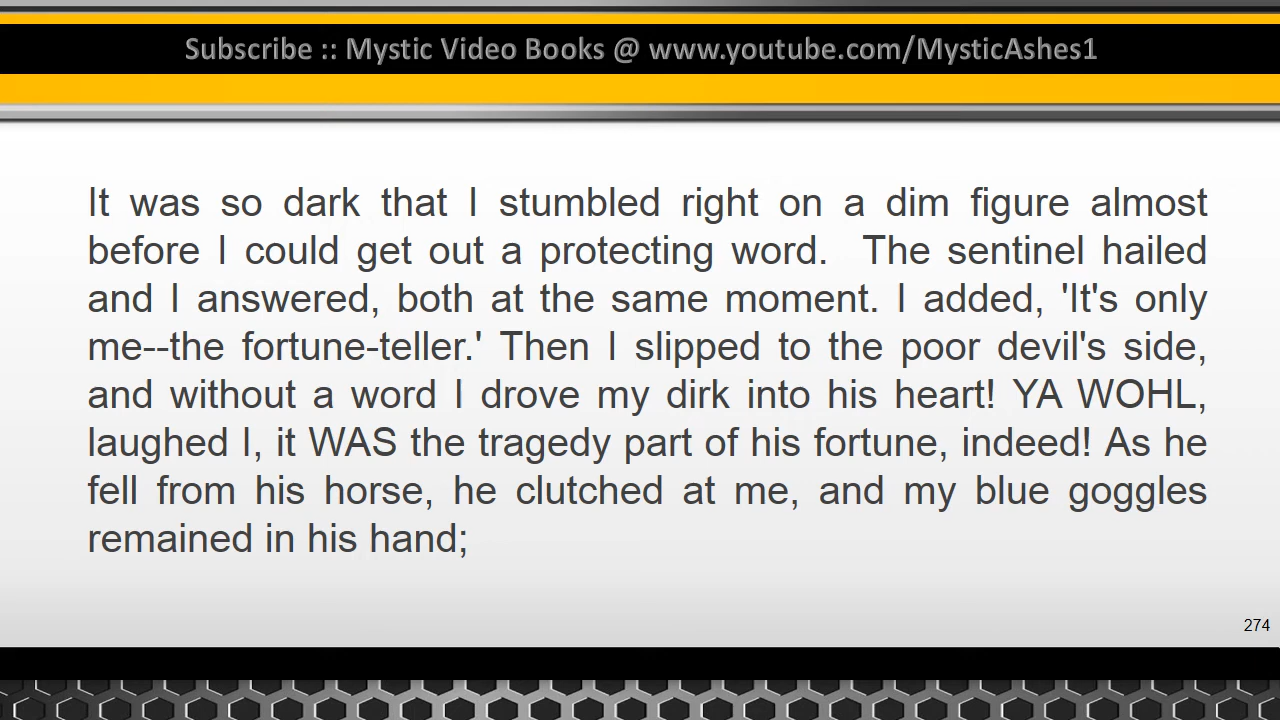 Subscribe :: Mystic Video Books @ www.youtube.com/MysticAshes1
It was so dark that I stumbled right on a dim figure almost
before I could get out a protecting word.  The sentinel hailed
and I answered, both at the same moment. I added, 'It's only
me--the fortune-teller.' Then I slipped to the poor devil's side,
and without a word I drove my dirk into his heart! YA WOHL,
laughed I, it WAS the tragedy part of his fortune, indeed! As he
fell from his horse, he clutched at me, and my blue goggles
remained in his hand;
274